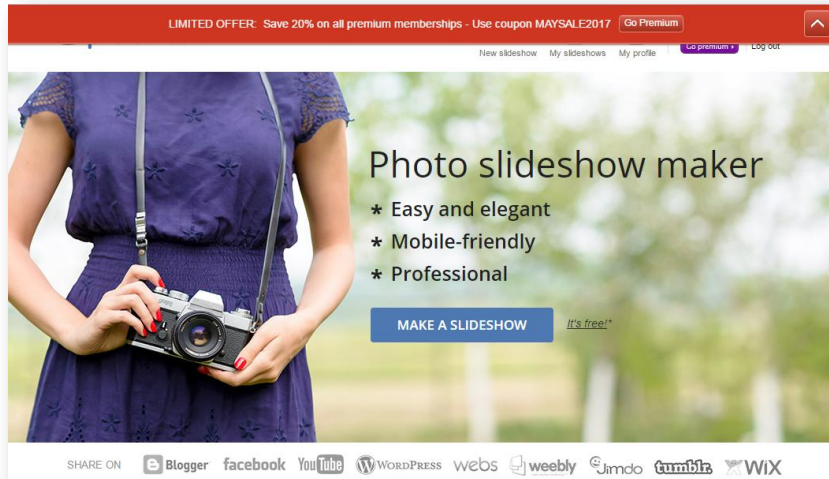 LIMITED OFFER: Save 20% on all premium memberships - Use coupon MAYSALE2017 Go Premium
New slideshow My slideshows My profile Go premium Log out
Photo slideshow maker
* Easy and elegant
* Mobile-friendly
* Professional
MAKE A SLIDESHOW It's free!*
SHARE ON Blogger facebook YouTube WORDPRESS webs weebly Jimdo tumblr. WiX